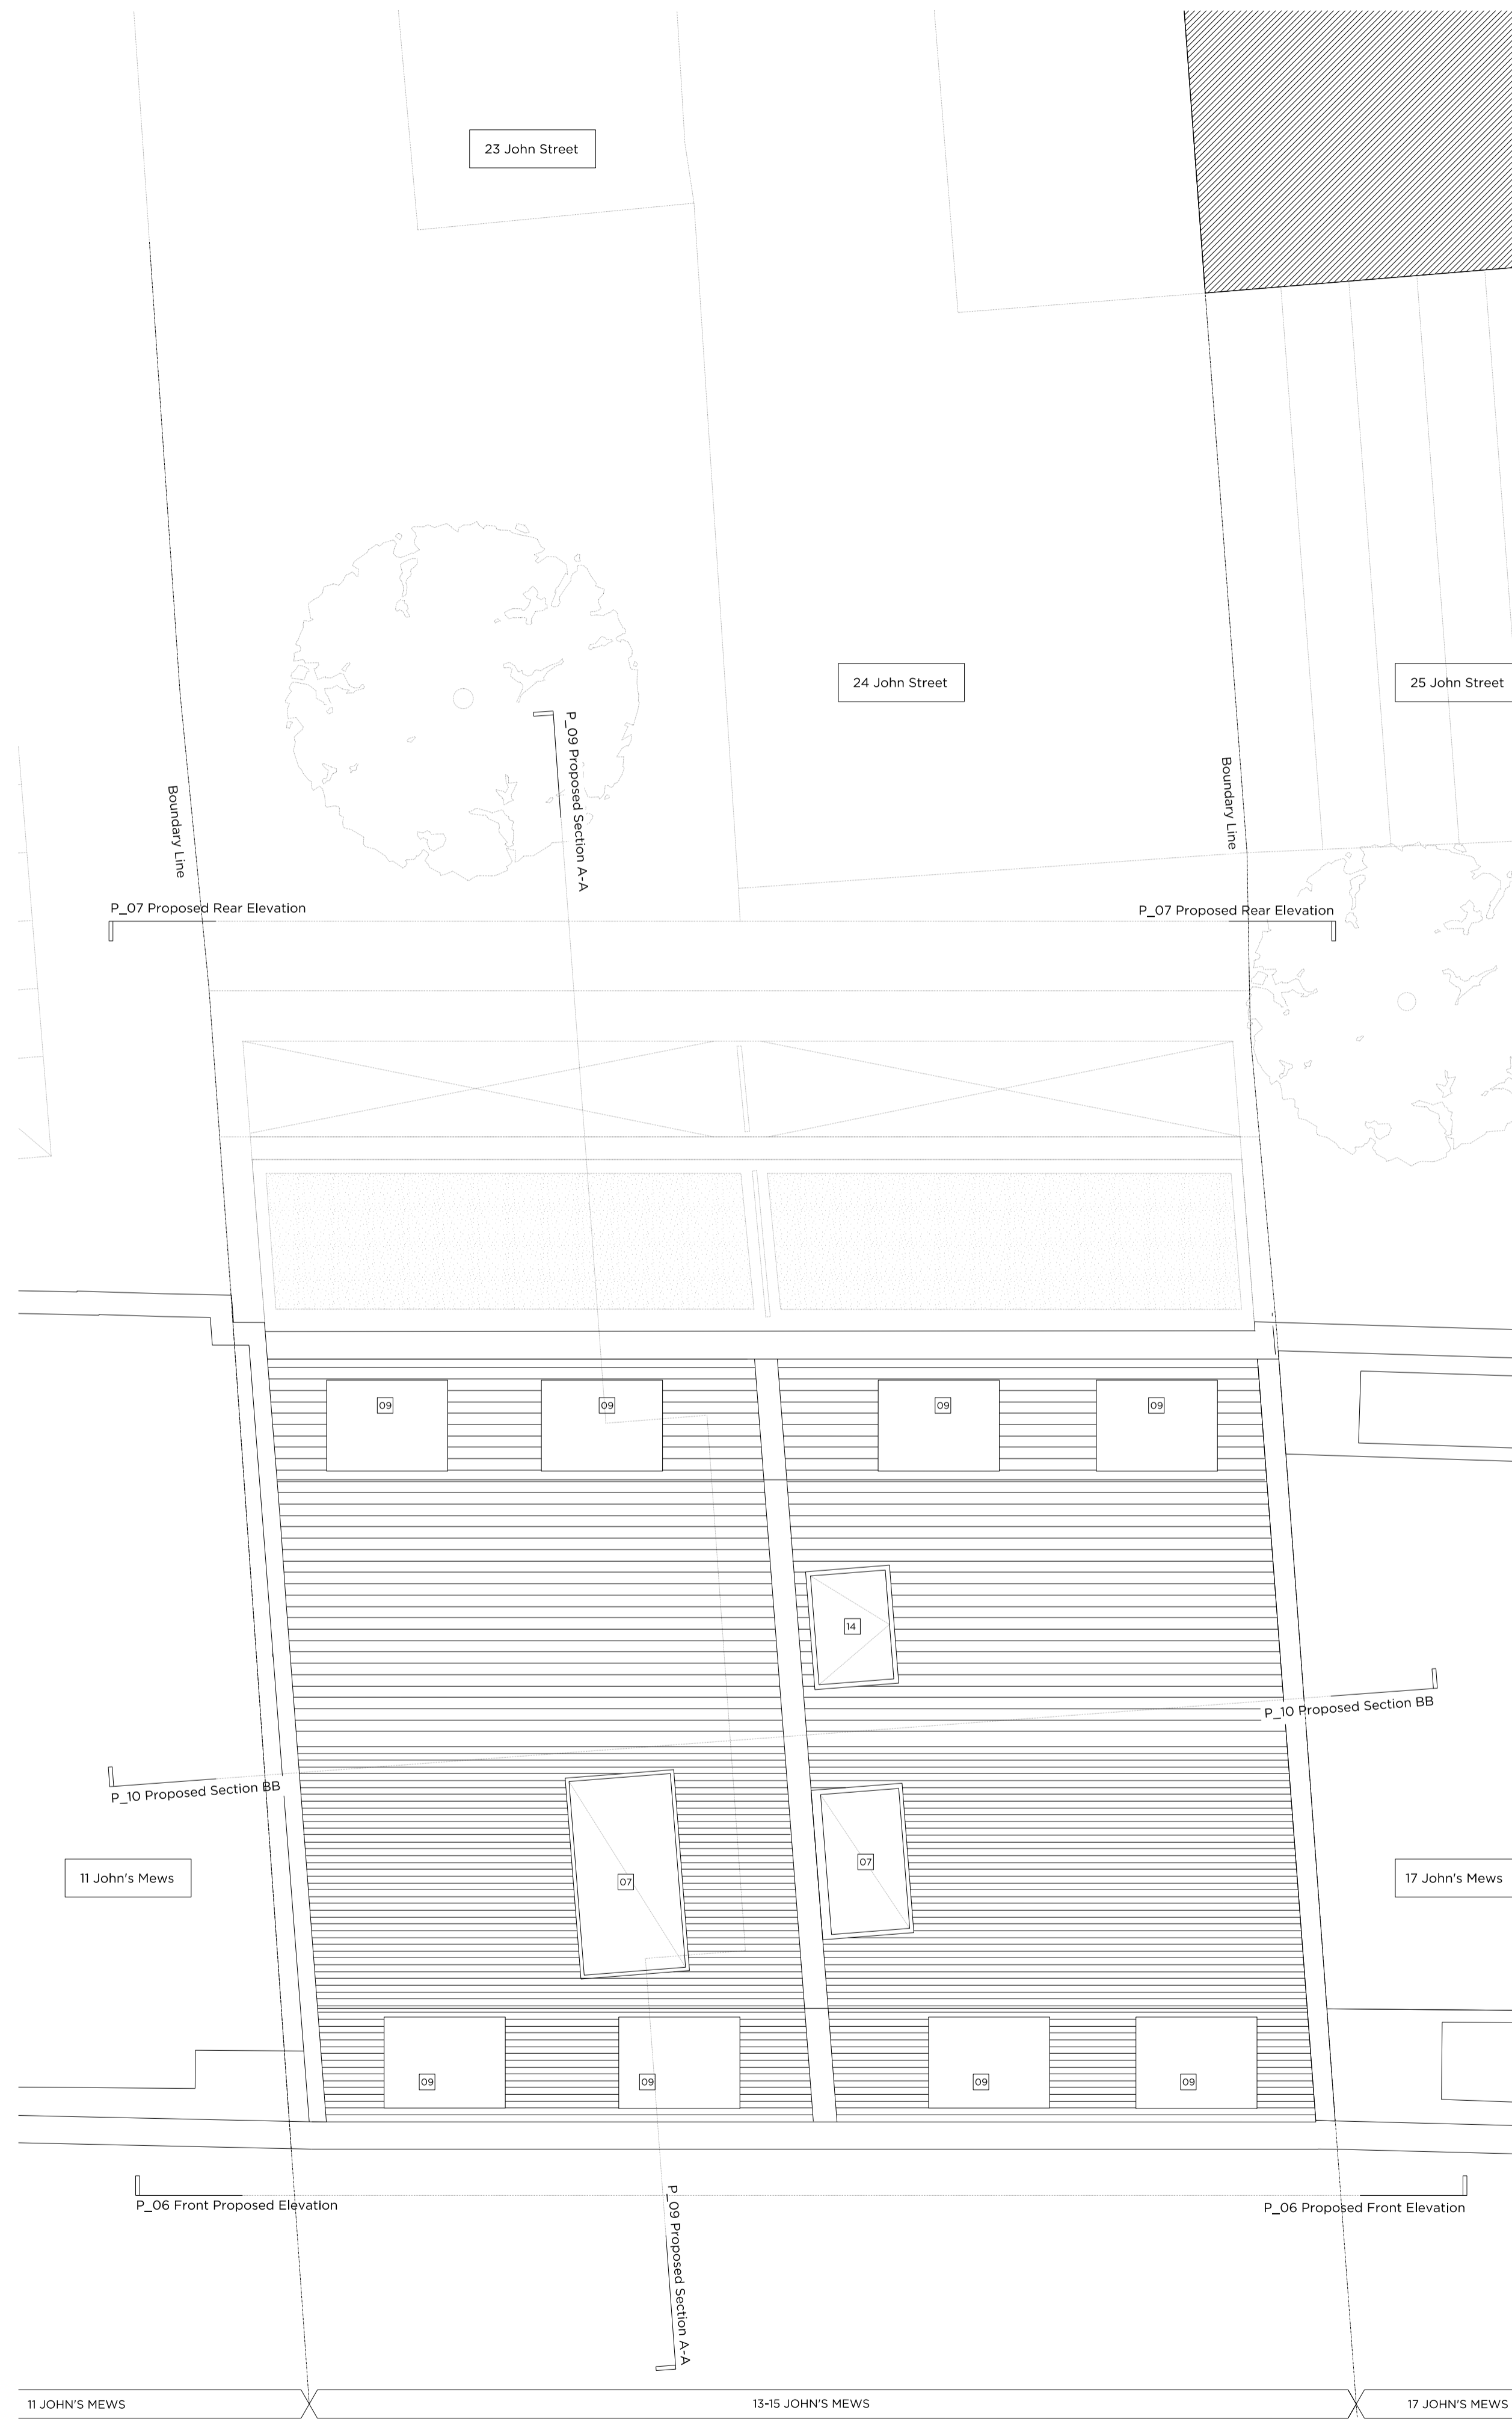 23 John Street
24 John Street
25 John Street
Boundary Line
Boundary Line
P_09 Proposed Section A-A
P_07 Proposed Rear Elevation
P_07 Proposed Rear Elevation
09
09
09
09
14
P_10 Proposed Section BB
P_10 Proposed Section BB
07
07
11 John's Mews
17 John's Mews
09
09
09
09
P_06 Front Proposed Elevation
P_06 Proposed Front Elevation
P_09 Proposed Section A-A
11 JOHN'S MEWS
13-15 JOHN'S MEWS
17 JOHN'S MEWS